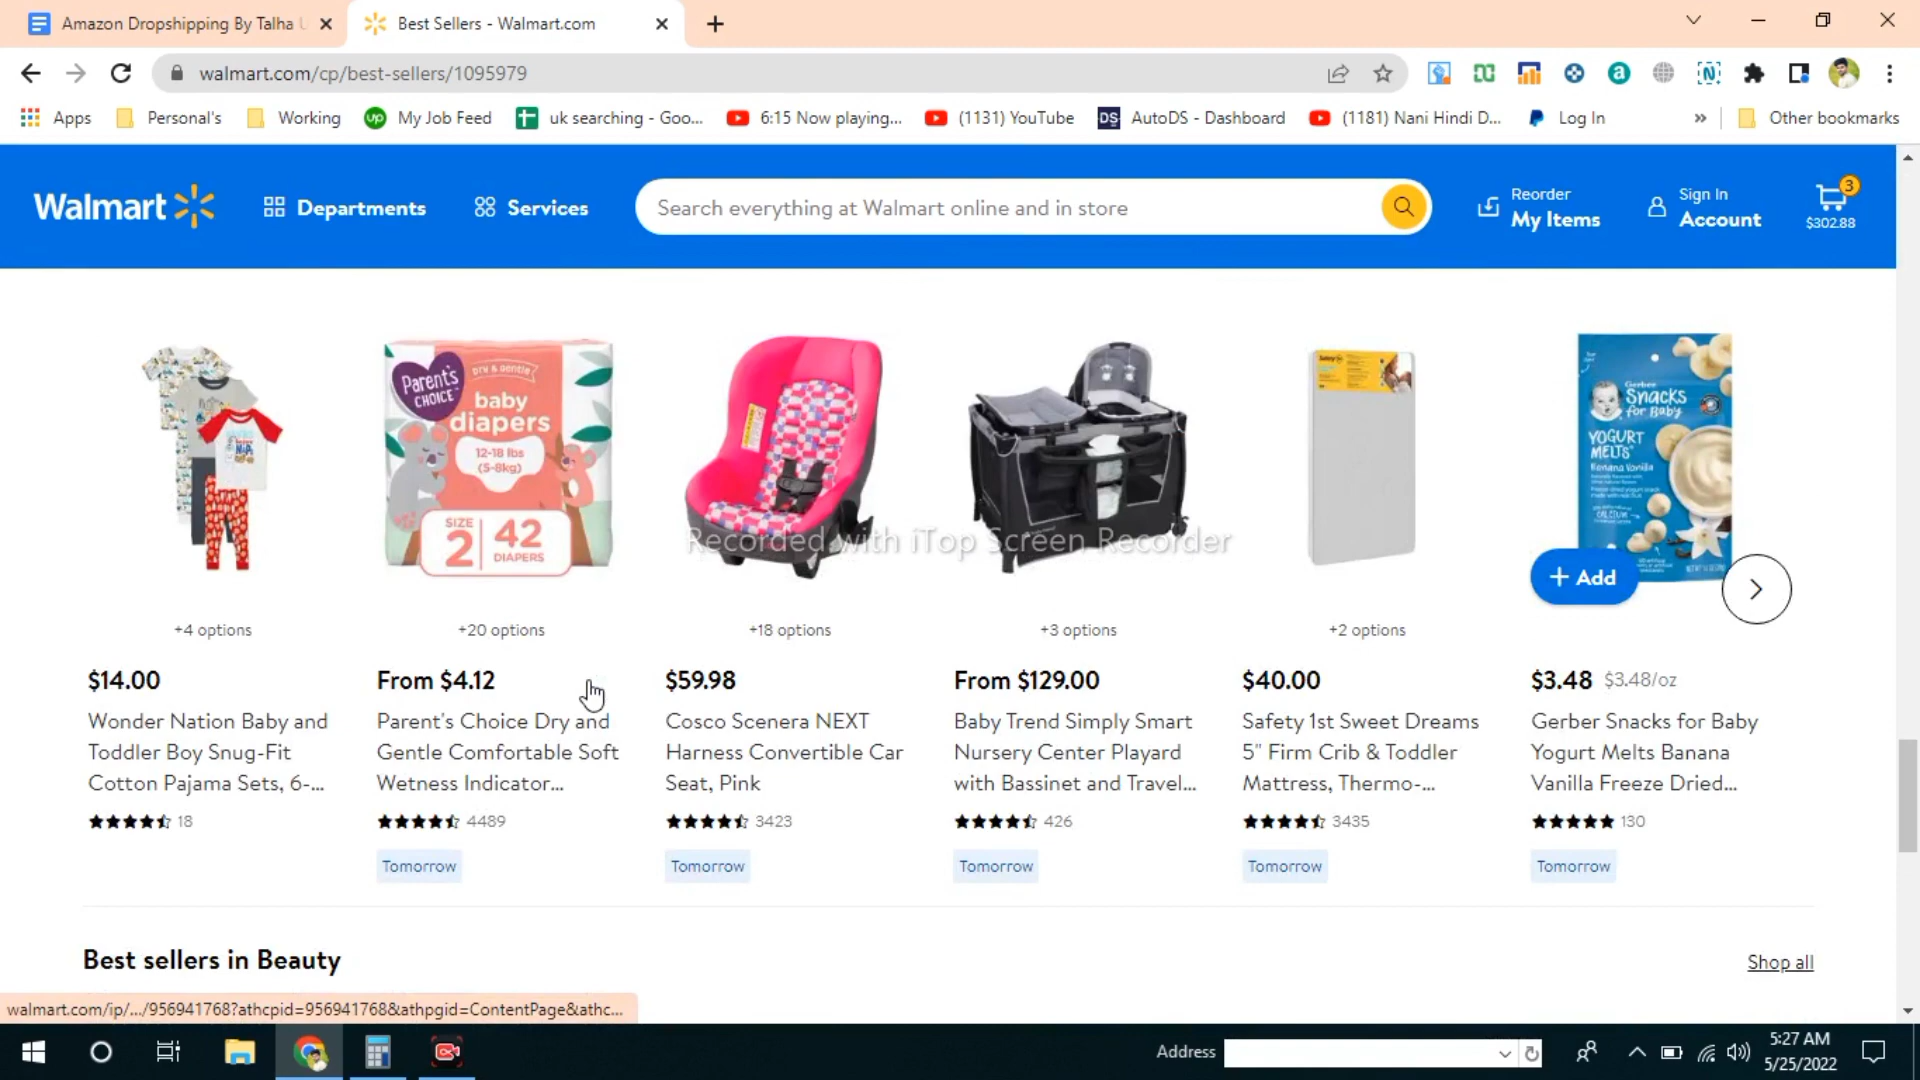 Amazon Dropshipping By Talha
Best Sellers - Walmart.com
walmart.com/cp/best-sellers/1095979
Apps
Personal's
Working
My Job Feed
uk searching - Goo...
6:15 Now playing...
(1131) YouTube
AutoDS - Dashboard
(1181) Nani Hindi D...
Log In
Other bookmarks
Walmart
Departments
Services
Search everything at Walmart online and in store
Reorder
My Items
Sign In
Account
3
$302.88
PARENT'S CHOICE
DRY & GENTLE
baby
diapers
12-18 lbs
(5-8kg)
SIZE
2
42
DIAPERS
Gerber
Snacks
for Baby
YOGURT
MELTS
Banana Vanilla
CALCIUM
Recorded with iTop Screen Recorder
+ Add
+4 options
+20 options
+18 options
+3 options
+2 options
$14.00
Wonder Nation Baby and
Toddler Boy Snug-Fit
Cotton Pajama Sets, 6-...
18
From $4.12
Parent's Choice Dry and
Gentle Comfortable Soft
Wetness Indicator...
4489
Tomorrow
$59.98
Cosco Scenera NEXT
Harness Convertible Car
Seat, Pink
3423
Tomorrow
From $129.00
Baby Trend Simply Smart
Nursery Center Playard
with Bassinet and Travel...
426
Tomorrow
$40.00
Safety 1st Sweet Dreams
5" Firm Crib & Toddler
Mattress, Thermo-...
3435
Tomorrow
$3.48 $3.48/oz
Gerber Snacks for Baby
Yogurt Melts Banana
Vanilla Freeze Dried...
130
Tomorrow
Best sellers in Beauty
Shop all
walmart.com/ip/.../956941768?athcpid=956941768&athpgid=ContentPage&athc...
Address
5:27 AM
5/25/2022